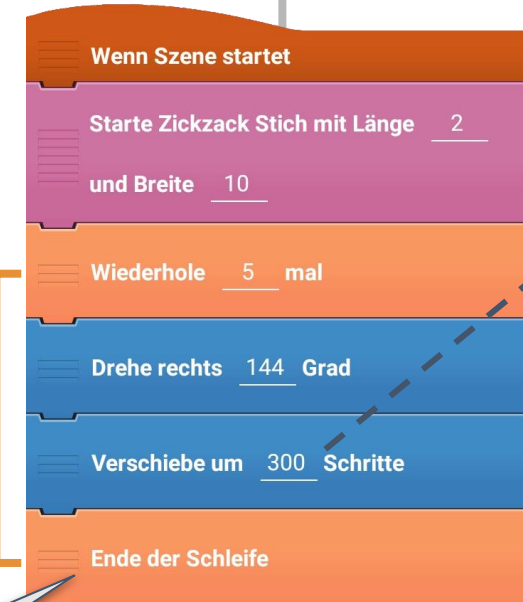 Wenn Szene startet
Starte Zickzack Stich mit Länge 2
und Breite 10
Wiederhole 5 mal
Drehe rechts 144 Grad
Verschiebe um 300 Schritte
Ende der Schleife